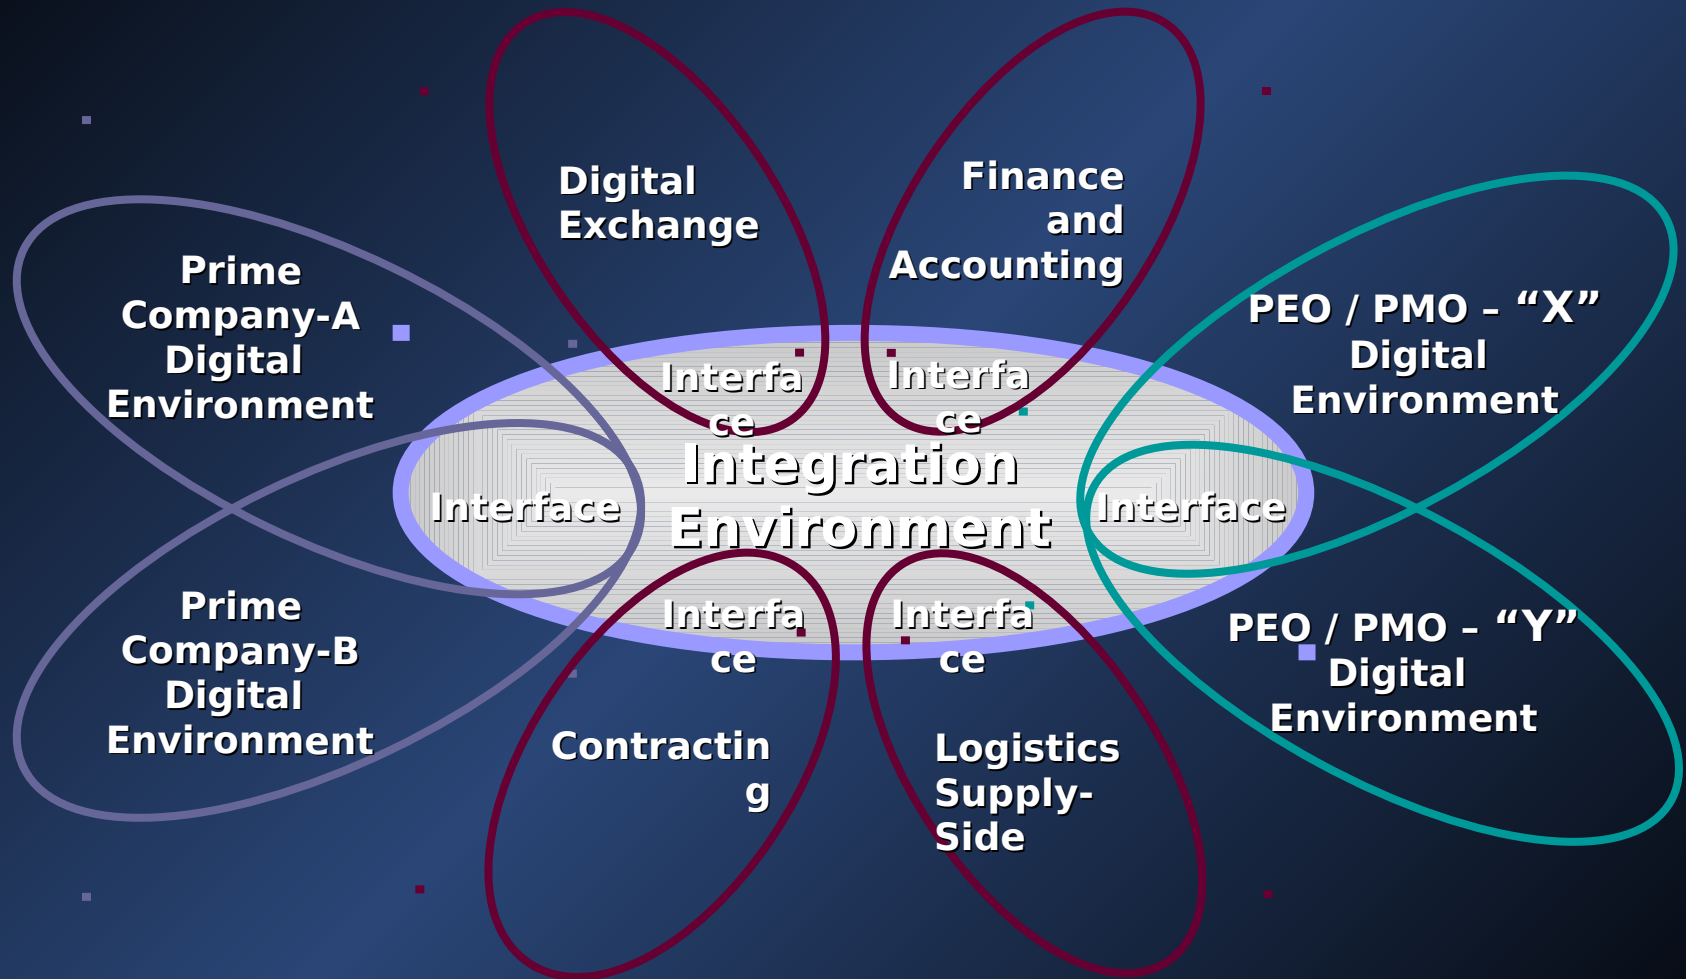 Digital
Exchange
Finance
and
Accounting
Prime
Company-A
Digital
Environment
PEO / PMO – “X”
Digital
Environment
Interfa
ce
Interfa
ce
Integration
Environment
Interface
Interface
Interfa
ce
Interfa
ce
Prime
Company-B
Digital
Environment
PEO / PMO – “Y”
Digital
Environment
Contractin
g
Logistics
Supply-
Side